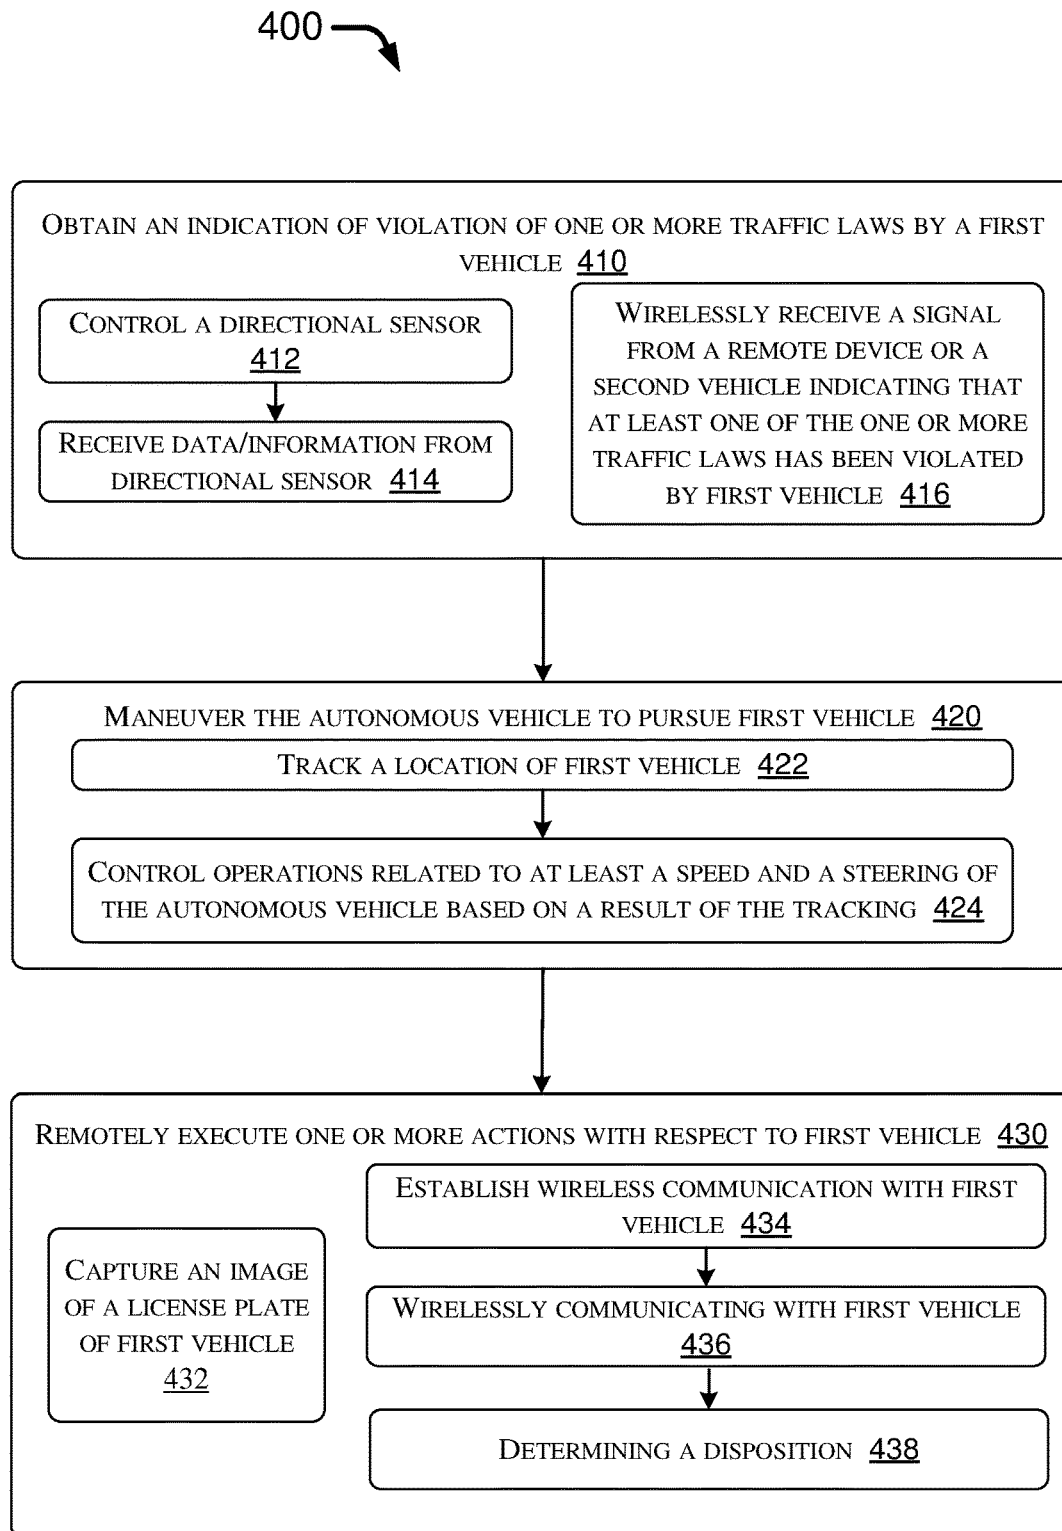 400
OBTAIN AN INDICATION OF VIOLATION OF ONE OR MORE TRAFFIC LAWS BY A FIRST
VEHICLE 410
CONTROL A DIRECTIONAL SENSOR
412
RECEIVE DATA/INFORMATION FROM
DIRECTIONAL SENSOR 414
WIRELESSLY RECEIVE A SIGNAL
FROM A REMOTE DEVICE OR A
SECOND VEHICLE INDICATING THAT
AT LEAST ONE OF THE ONE OR MORE
TRAFFIC LAWS HAS BEEN VIOLATED
BY FIRST VEHICLE 416
MANEUVER THE AUTONOMOUS VEHICLE TO PURSUE FIRST VEHICLE 420
TRACK A LOCATION OF FIRST VEHICLE 422
CONTROL OPERATIONS RELATED TO AT LEAST A SPEED AND A STEERING OF
THE AUTONOMOUS VEHICLE BASED ON A RESULT OF THE TRACKING 424
REMOTELY EXECUTE ONE OR MORE ACTIONS WITH RESPECT TO FIRST VEHICLE 430
CAPTURE AN IMAGE
OF A LICENSE PLATE
OF FIRST VEHICLE
432
ESTABLISH WIRELESS COMMUNICATION WITH FIRST
VEHICLE 434
WIRELESSLY COMMUNICATING WITH FIRST VEHICLE
436
DETERMINING A DISPOSITION 438